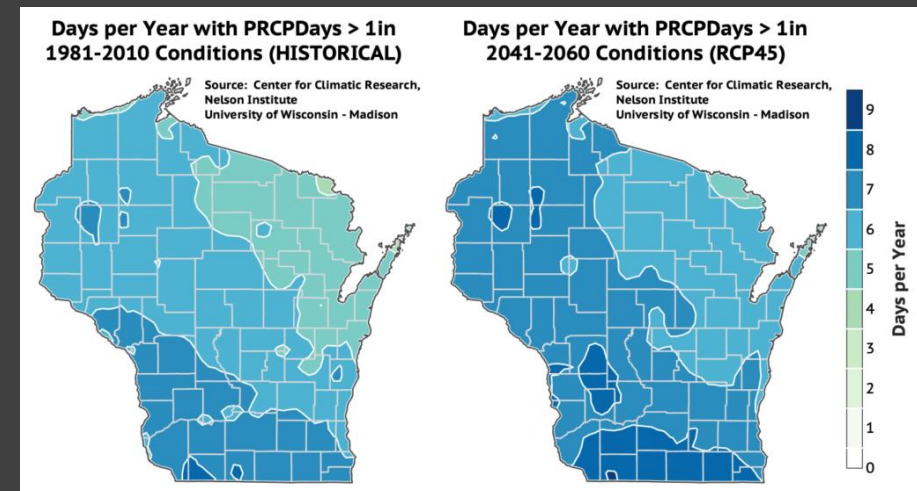 Days per Year with PRCPDays > 1in
1981-2010 Conditions (HISTORICAL)
Source: Center for Climatic Research,
Nelson Institute
University of Wisconsin - Madison
Days per Year with PRCPDays > 1in
2041-2060 Conditions (RCP45)
Source: Center for Climatic Research,
Nelson Institute
University of Wisconsin - Madison
9
8
7
6
5
4
3
2
1
0
Days per Year